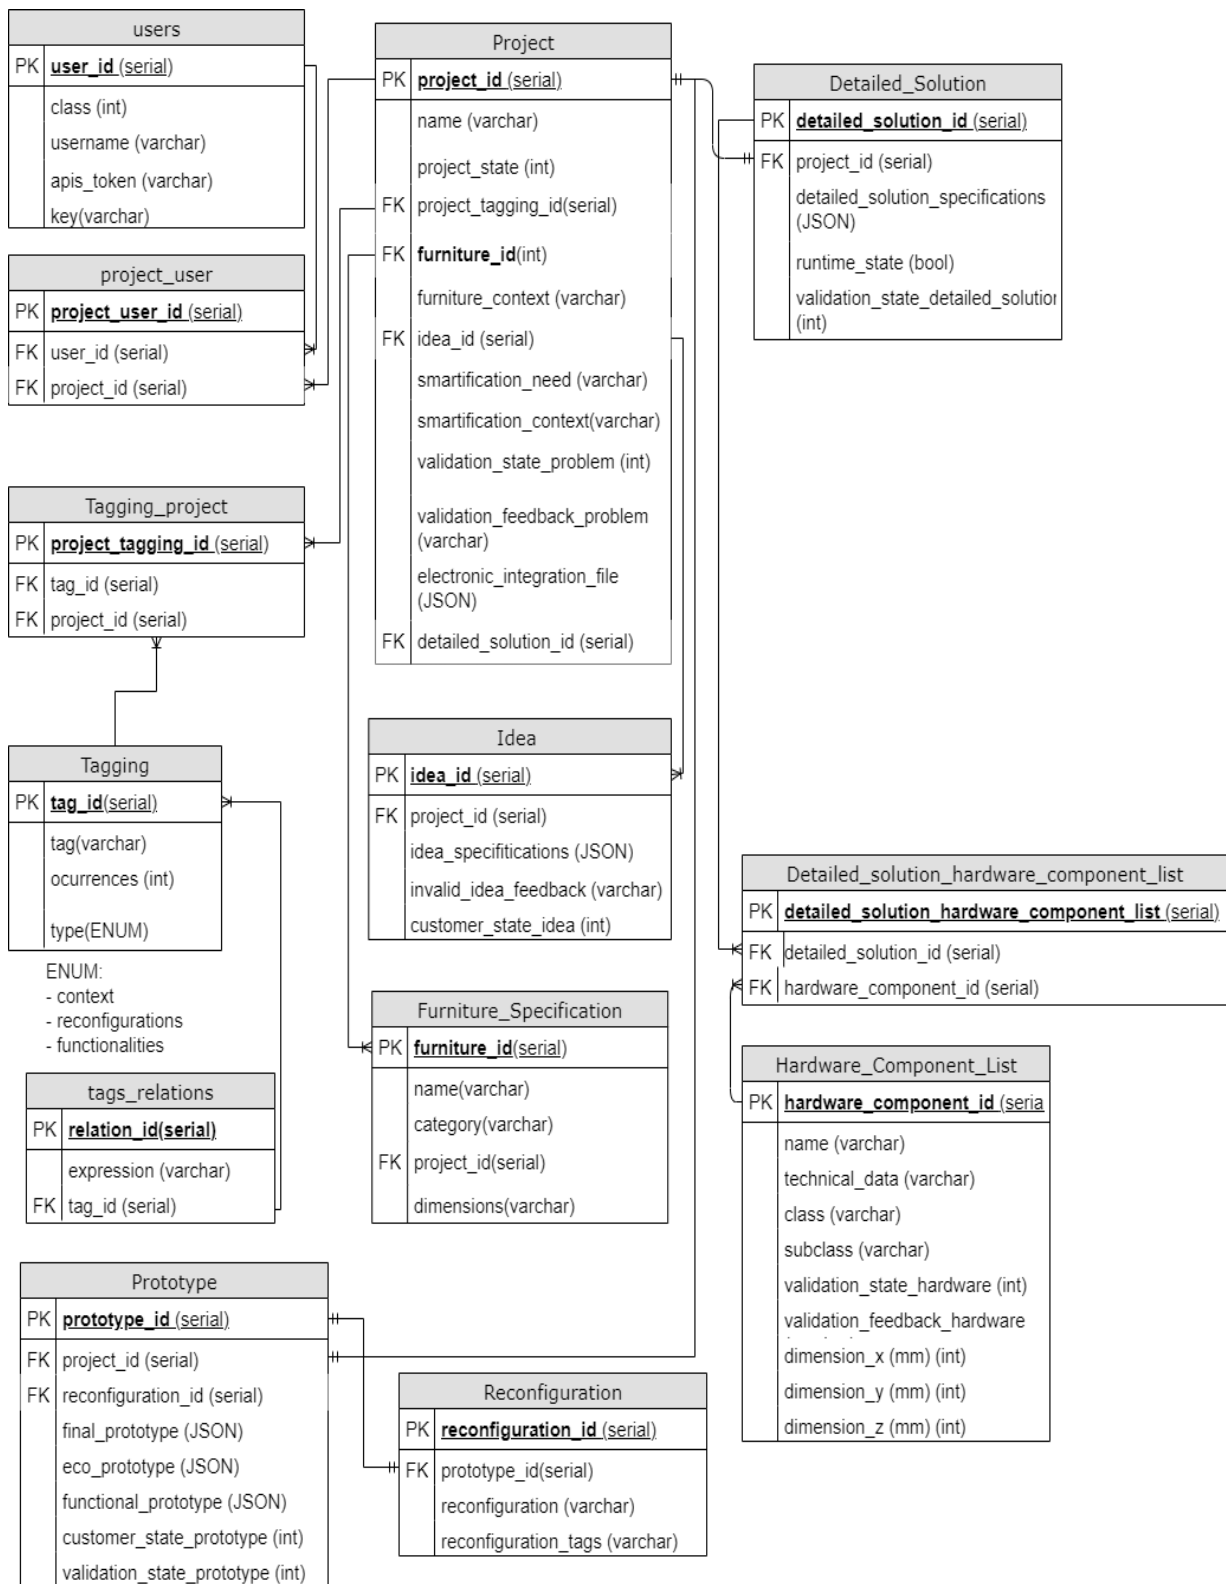 users
PK user_id (serial)
class (int)
username (varchar)
apis_token (varchar)
key(varchar)
project_user
PK project_user_id (serial)
FK user_id (serial)
FK project_id (serial)
Tagging_project
PK project_tagging_id (serial)
FK tag_id (serial)
FK project_id (serial)
Tagging
PK tag_id(serial)
tag(varchar)
ocurrences (int)
type(ENUM)
ENUM:
- context
- reconfigurations
- functionalities
tags_relations
PK relation_id(serial)
expression (varchar)
FK tag_id (serial)
Prototype
PK prototype_id (serial)
FK project_id (serial)
FK reconfiguration_id (serial)
final_prototype (JSON)
eco_prototype (JSON)
functional_prototype (JSON)
customer_state_prototype (int)
validation_state_prototype (int)
Project
PK project_id (serial)
name (varchar)
project_state (int)
FK project_tagging_id(serial)
FK furniture_id(int)
furniture_context (varchar)
FK idea_id (serial)
smartification_need (varchar)
smartification_context(varchar)
validation_state_problem (int)
validation_feedback_problem
(varchar)
electronic_integration_file
(JSON)
FK detailed_solution_id (serial)
Idea
PK idea_id (serial)
FK project_id (serial)
idea_specifitications (JSON)
invalid_idea_feedback (varchar)
customer_state_idea (int)
Furniture_Specification
PK furniture_id(serial)
name(varchar)
category(varchar)
FK project_id(serial)
dimensions(varchar)
Reconfiguration
PK reconfiguration_id (serial)
FK prototype_id(serial)
reconfiguration (varchar)
reconfiguration_tags (varchar)
Detailed_Solution
PK detailed_solution_id (serial)
FK project_id (serial)
detailed_solution_specifications
(JSON)
runtime_state (bool)
validation_state_detailed_solution
(int)
Detailed_solution_hardware_component_list
PK detailed_solution_hardware_component_list (serial)
FK detailed_solution_id (serial)
FK hardware_component_id (serial)
Hardware_Component_List
PK hardware_component_id (seria
name (varchar)
technical_data (varchar)
class (varchar)
subclass (varchar)
validation_state_hardware (int)
validation_feedback_hardware
dimension_x (mm) (int)
dimension_y (mm) (int)
dimension_z (mm) (int)